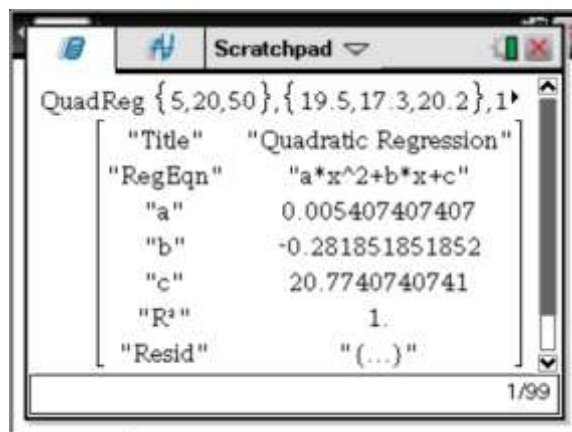 Scratchpad
QuadReg {5,20,50},{19.5,17.3,20.2},1
"Title" "Quadratic Regression"
"RegEqn" "a*x^2+b*x+c"
"a" 0.005407407407
"b" -0.281851851852
"c" 20.7740740741
"R²" 1.
"Resid" "{...}"
1/99